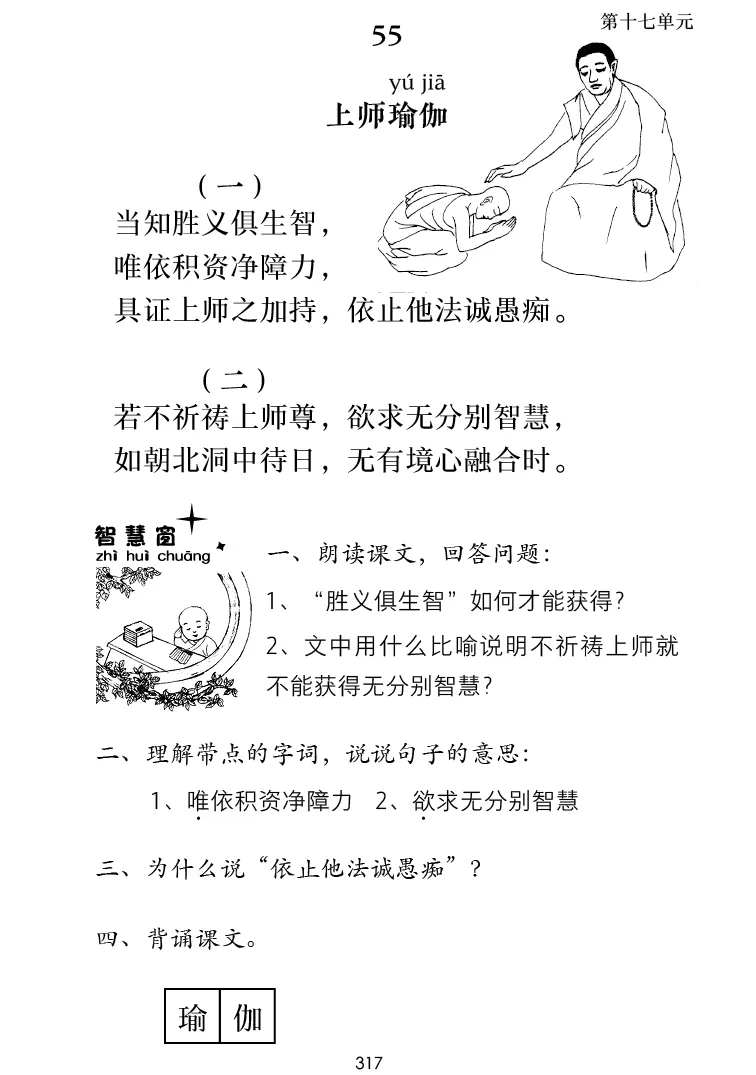 第十七单元
55
yú jiā
上师瑜伽
（一）
当知胜义俱生智，
唯依积资净障力，
具证上师之加持，依止他法诚愚痴。
（二）
若不祈祷上师尊，欲求无分别智慧，
如朝北洞中待日，无有境心融合时。
智慧窗
zhì huì chuāng
一、朗读课文，回答问题：
1、“胜义俱生智”如何才能获得？
2、文中用什么比喻说明不祈祷上师就
不能获得无分别智慧？
二、理解带点的字词，说说句子的意思：
1、唯依积资净障力 2、欲求无分别智慧
三、为什么说“依止他法诚愚痴”？
四、背诵课文。
瑜伽
317